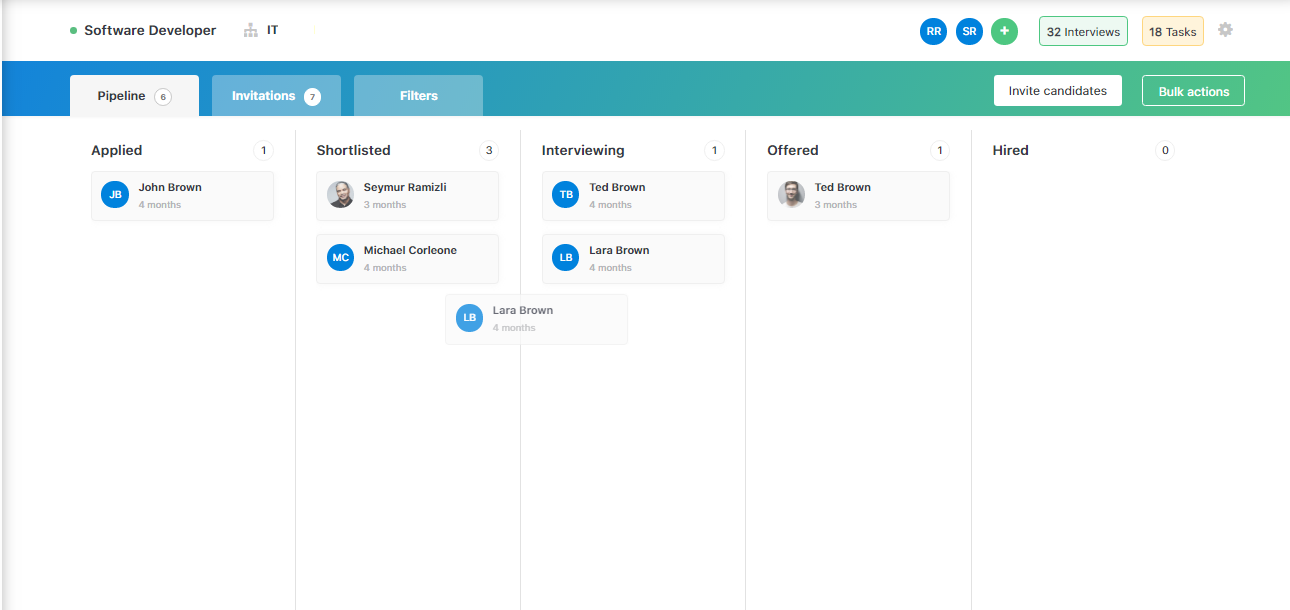 Software Developer
IT
RR
SR
+
32 Interviews
18 Tasks
Pipeline 6
Invitations 7
Filters
Invite candidates
Bulk actions
Applied 1
JB
John Brown
4 months
Shortlisted 3
Seymur Ramizli
3 months
MC
Michael Corleone
4 months
Interviewing 1
TB
Ted Brown
4 months
LB
Lara Brown
4 months
LB
Lara Brown
4 months
Offered 1
Ted Brown
3 months
Hired 0